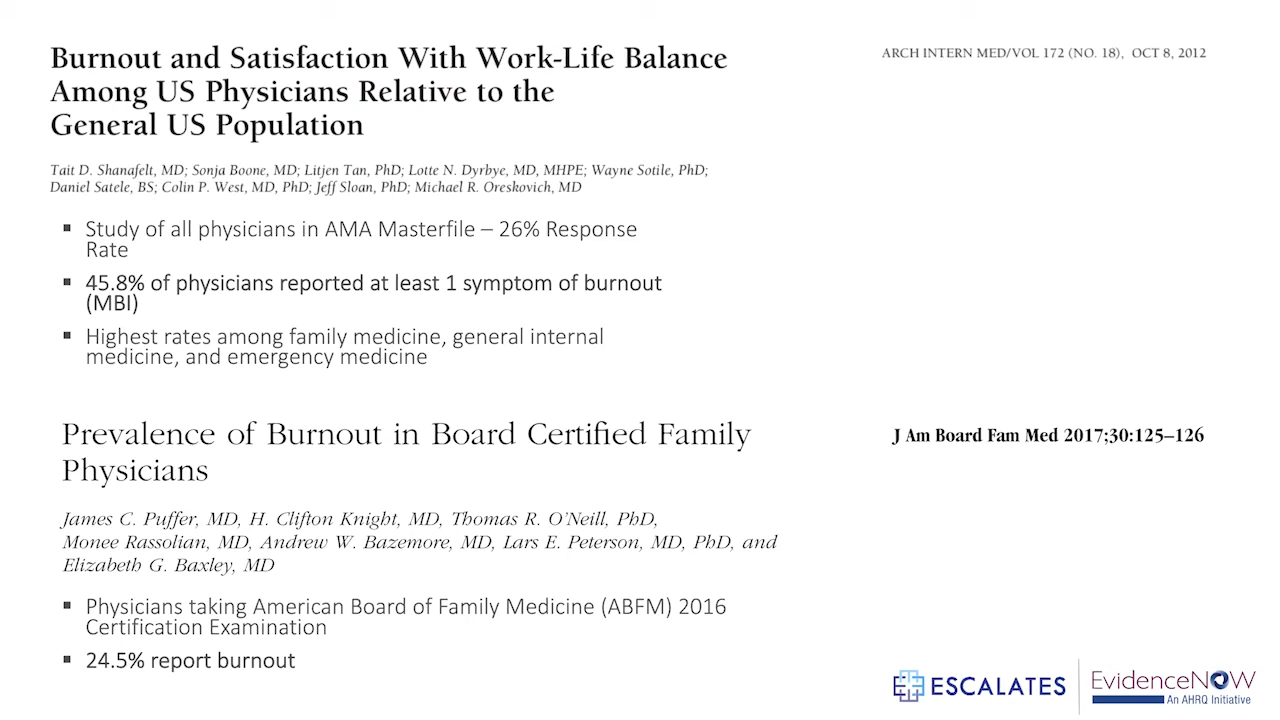 Burnout and Satisfaction With Work-Life Balance
Among US Physicians Relative to the
General US Population
ARCH INTERN MED/VOL 172 (NO. 18), OCT 8, 2012
Tait D. Shanafelt, MD; Sonja Boone, MD; Litjen Tan, PhD; Lotte N. Dyrbye, MD, MHPE; Wayne Sotile, PhD;
Daniel Satele, BS; Colin P. West, MD, PhD; Jeff Sloan, PhD; Michael R. Oreskovich, MD
▪ Study of all physicians in AMA Masterfile – 26% Response
Rate
▪ 45.8% of physicians reported at least 1 symptom of burnout
(MBI)
▪ Highest rates among family medicine, general internal
medicine, and emergency medicine
Prevalence of Burnout in Board Certified Family
Physicians
J Am Board Fam Med 2017;30:125–126
James C. Puffer, MD, H. Clifton Knight, MD, Thomas R. O'Neill, PhD,
Monee Rassolian, MD, Andrew W. Bazemore, MD, Lars E. Peterson, MD, PhD, and
Elizabeth G. Baxley, MD
▪ Physicians taking American Board of Family Medicine (ABFM) 2016
Certification Examination
▪ 24.5% report burnout
ESCALATES
EvidenceNOW
An AHRQ Initiative